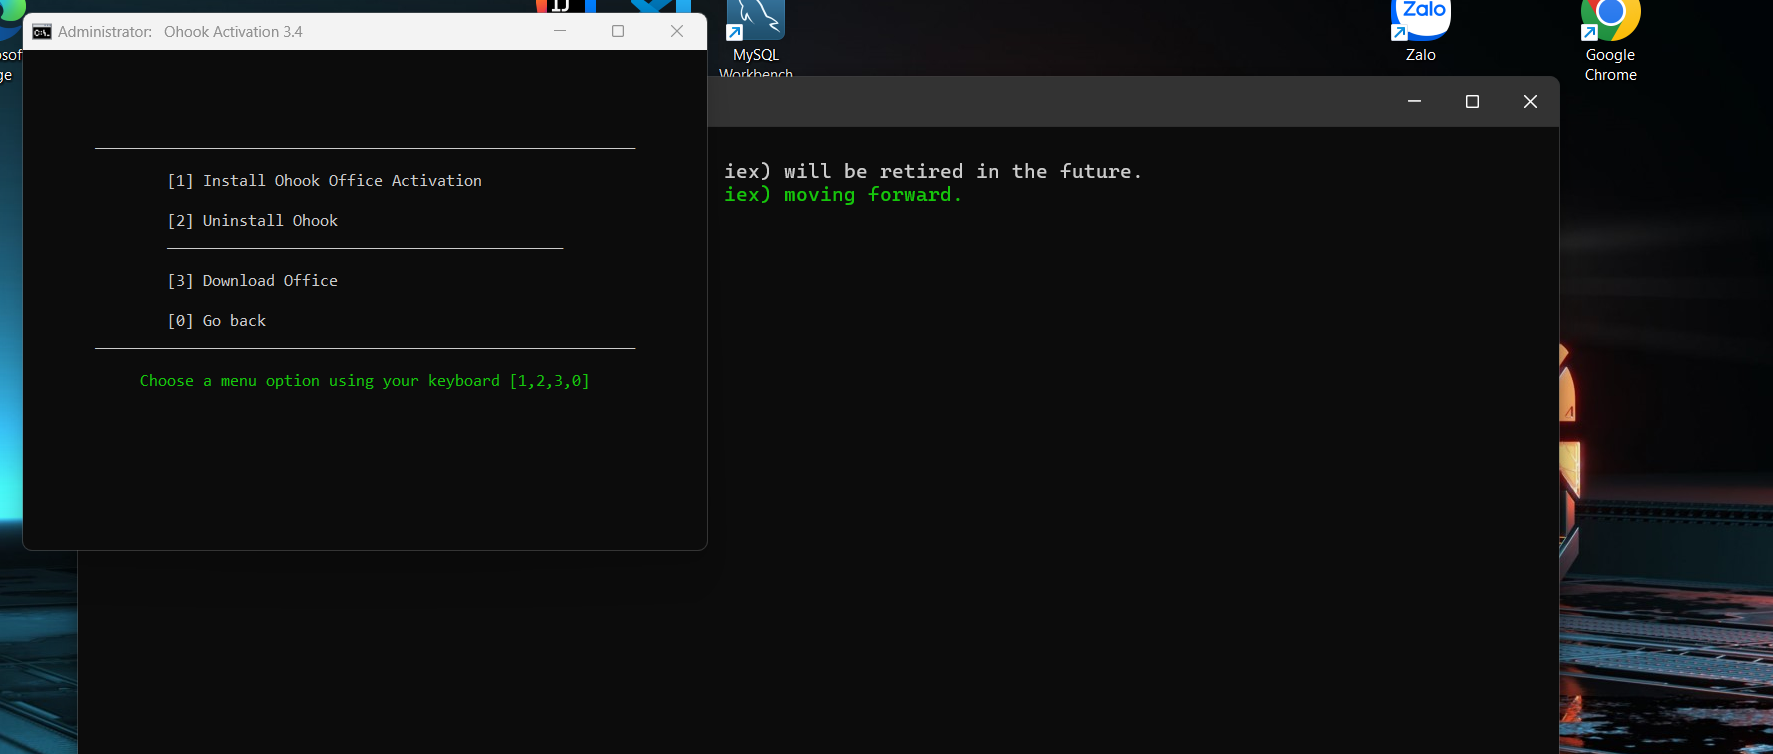 Administrator: Ohook Activation 3.4
[1] Install Ohook Office Activation
[2] Uninstall Ohook
[3] Download Office
[0] Go back
Choose a menu option using your keyboard [1,2,3,0]
iex) will be retired in the future.
iex) moving forward.
MySQL
Workbench
Zalo
Zalo
Google
Chrome
IJ
osof
ge
C:\.